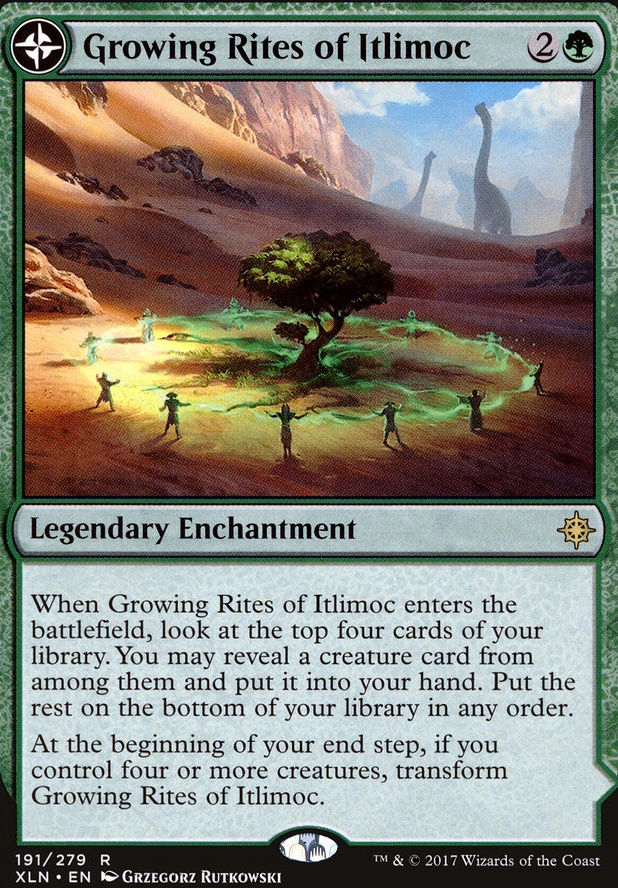 Growing Rites of Itlimoc 2
Legendary Enchantment
When Growing Rites of Itlimoc enters the
battlefield, look at the top four cards of your
library. You may reveal a creature card from
among them and put it into your hand. Put the
rest on the bottom of your library in any order.
At the beginning of your end step, if you
control four or more creatures, transform
Growing Rites of Itlimoc.
191/279 R
XLN • EN Grzegorz Rutkowski
™ & © 2017 Wizards of the Coast